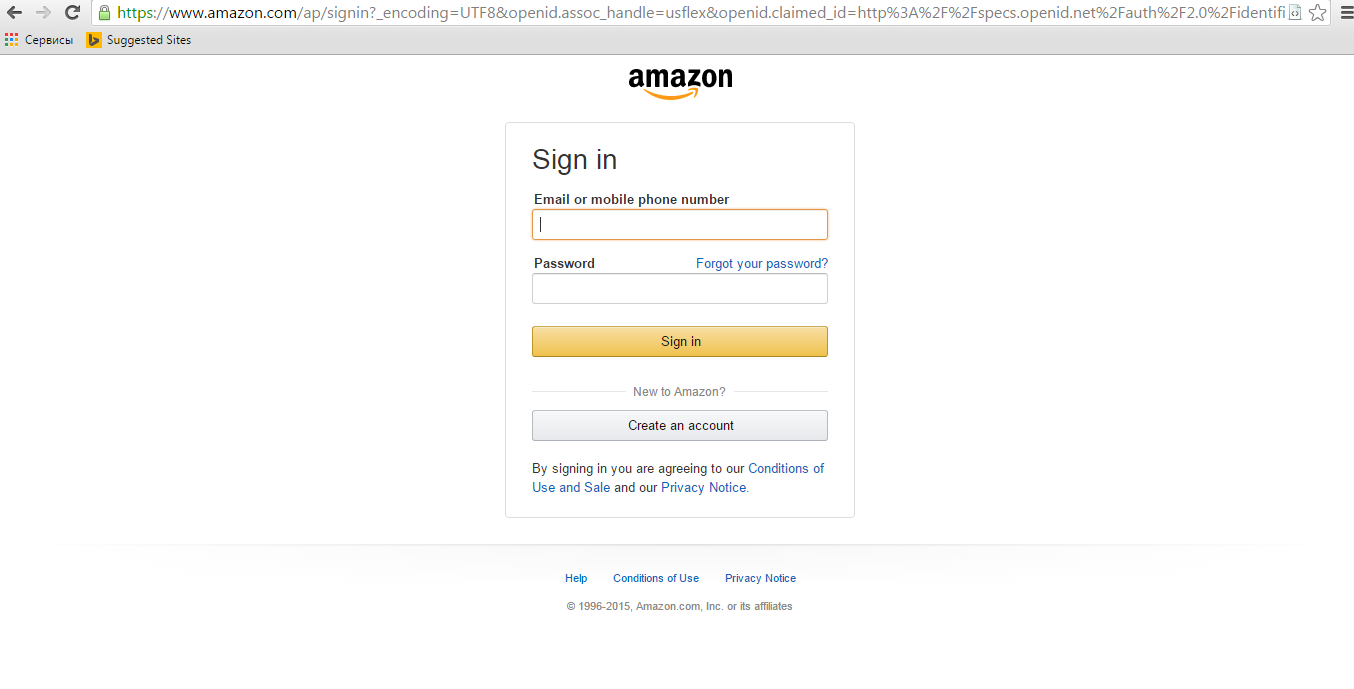 https://www.amazon.com/ap/signin?_encoding=UTF8&openid.assoc_handle=usflex&openid.claimed_id=http%3A%2F%2Fspecs.openid.net%2Fauth%2F2.0%2Fidentifi
Сервисы Suggested Sites
amazon
Sign in
Email or mobile phone number
Password Forgot your password?
Sign in
New to Amazon?
Create an account
By signing in you are agreeing to our Conditions of
Use and Sale and our Privacy Notice.
Help Conditions of Use Privacy Notice
© 1996-2015, Amazon.com, Inc. or its affiliates